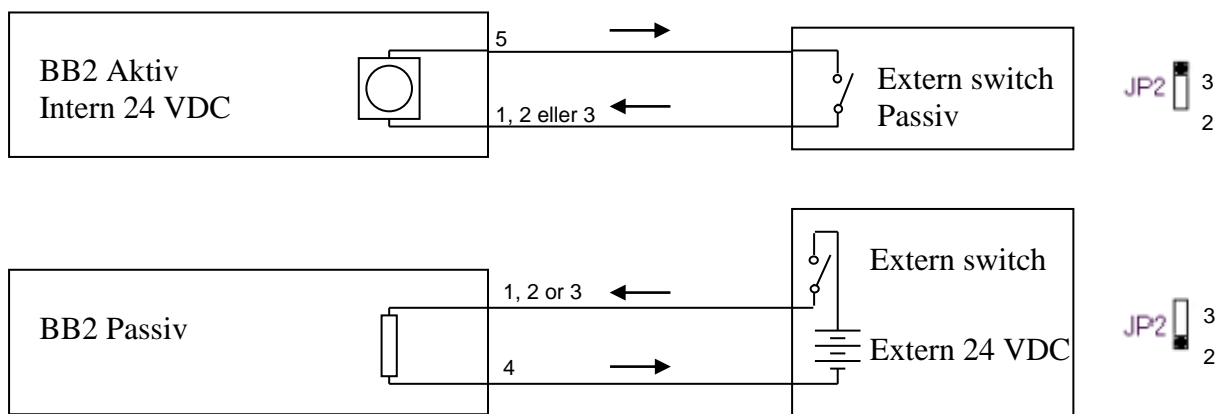 BB2 Aktiv
Intern 24 VDC
5
1, 2 eller 3
Extern switch
Passiv
JP2
3
2
BB2 Passiv
1, 2 or 3
4
Extern switch
Extern 24 VDC
JP2
3
2